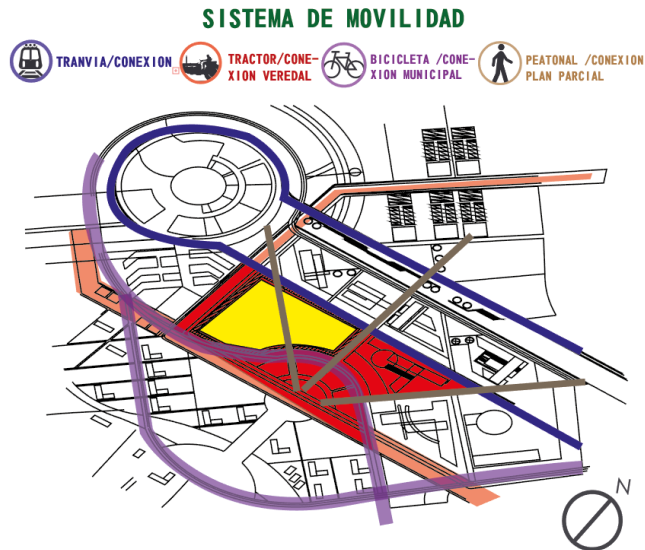 SISTEMA DE MOVILIDAD
TRANVIA/CONEXION
TRACTOR/CONE-
XION VEREDAL
BICICLETA /CONE-
XION MUNICIPAL
PEATONAL /CONEXION
PLAN PARCIAL
N